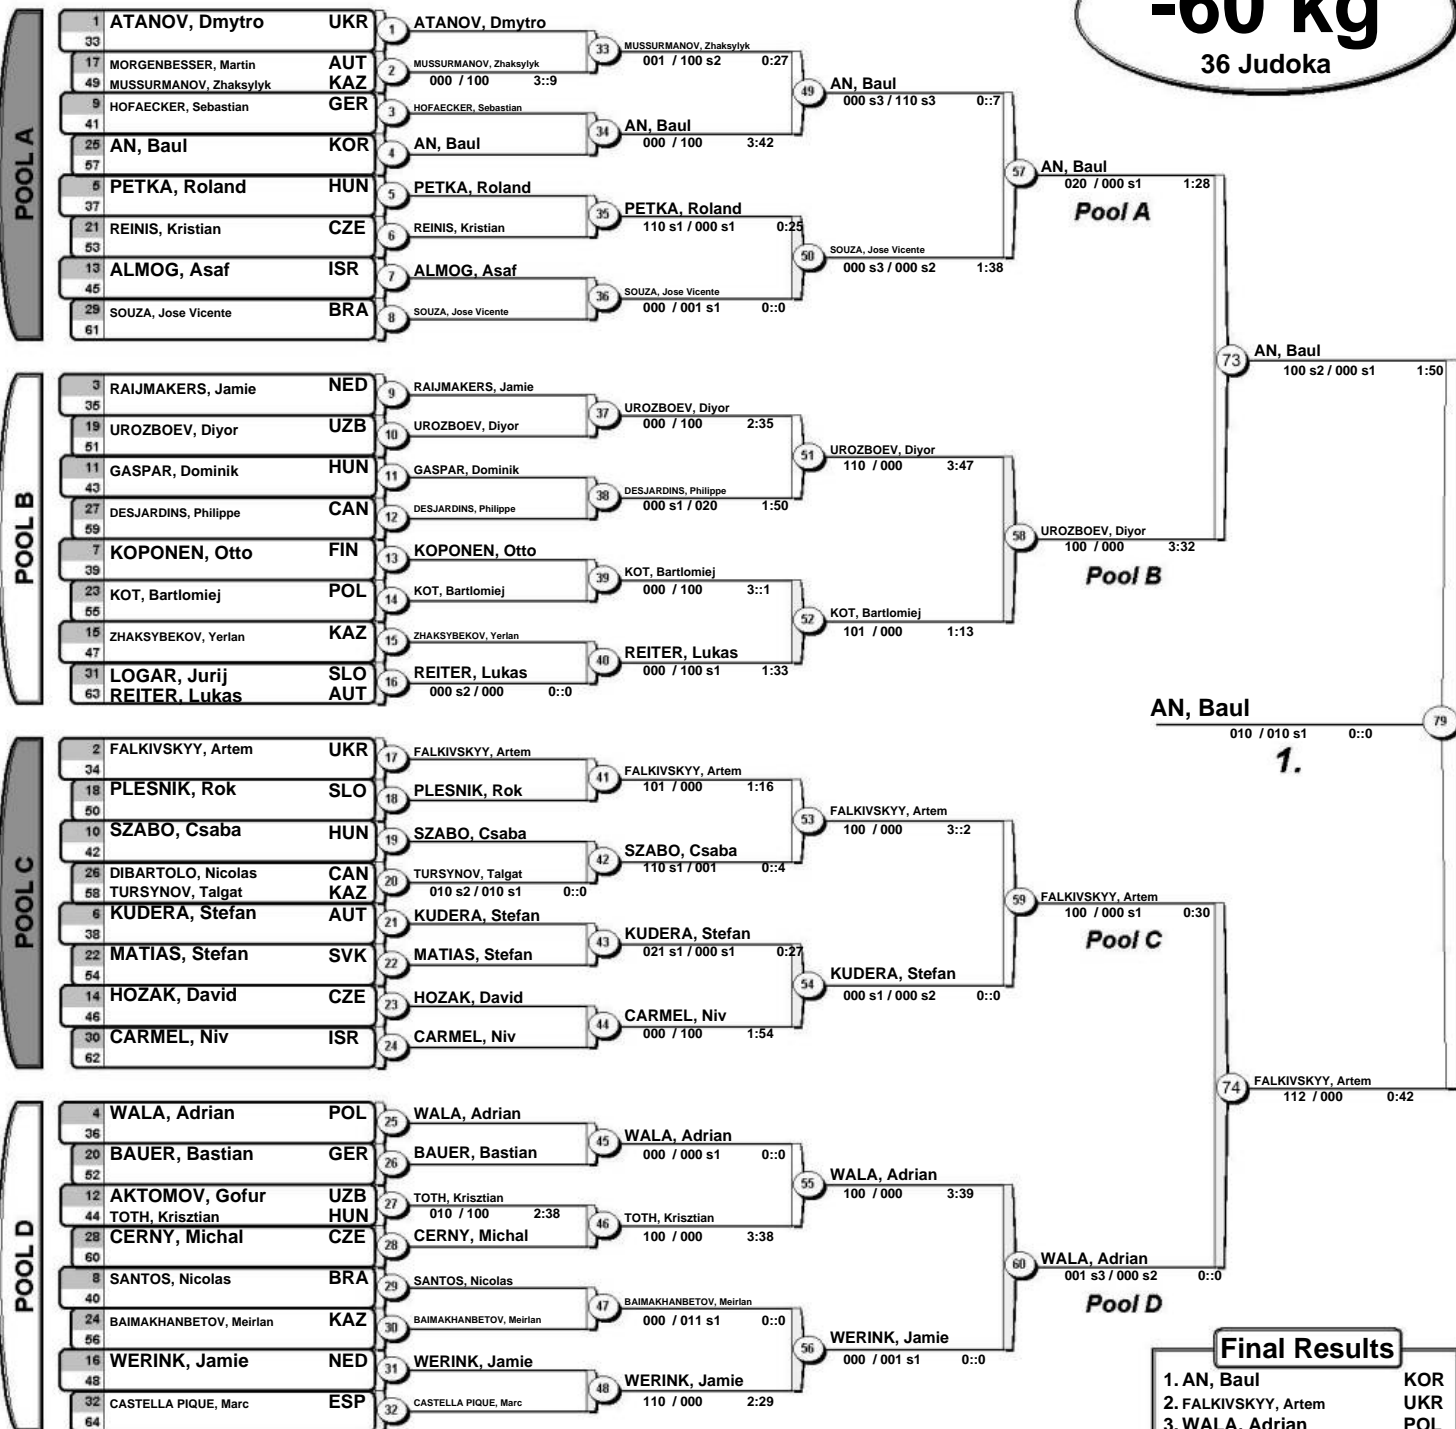 -60 kg
36 Judoka
POOL A
1 ATANOV, Dmytro UKR
33
17 MORGENBESSER, Martin AUT
49 MUSSURMANOV, Zhaksylyk KAZ
9 HOFAECKER, Sebastian GER
41
25 AN, Baul KOR
57
5 PETKA, Roland HUN
37
21 REINIS, Kristian CZE
53
13 ALMOG, Asaf ISR
45
29 SOUZA, Jose Vicente BRA
61
1 ATANOV, Dmytro
2 MUSSURMANOV, Zhaksylyk
000 / 100 3::9
3 HOFAECKER, Sebastian
4 AN, Baul
5 PETKA, Roland
6 REINIS, Kristian
7 ALMOG, Asaf
8 SOUZA, Jose Vicente
33 MUSSURMANOV, Zhaksylyk
001 / 100 s2 0:27
34 AN, Baul
000 / 100 3:42
35 PETKA, Roland
110 s1 / 000 s1 0:25
36 SOUZA, Jose Vicente
000 / 001 s1 0::0
49 AN, Baul
000 s3 / 110 s3 0::7
50 SOUZA, Jose Vicente
000 s3 / 000 s2 1:38
57 AN, Baul
020 / 000 s1 1:28
Pool A
POOL B
3 RAIJMAKERS, Jamie NED
35
19 UROZBOEV, Diyor UZB
51
11 GASPAR, Dominik HUN
43
27 DESJARDINS, Philippe CAN
59
7 KOPONEN, Otto FIN
39
23 KOT, Bartlomiej POL
55
15 ZHAKSYBEKOV, Yerlan KAZ
47
31 LOGAR, Jurij SLO
63 REITER, Lukas AUT
9 RAIJMAKERS, Jamie
10 UROZBOEV, Diyor
11 GASPAR, Dominik
12 DESJARDINS, Philippe
13 KOPONEN, Otto
14 KOT, Bartlomiej
15 ZHAKSYBEKOV, Yerlan
16 REITER, Lukas
000 s2 / 000 0::0
37 UROZBOEV, Diyor
000 / 100 2:35
38 DESJARDINS, Philippe
000 s1 / 020 1:50
39 KOT, Bartlomiej
000 / 100 3::1
40 REITER, Lukas
000 / 100 s1 1:33
51 UROZBOEV, Diyor
110 / 000 3:47
52 KOT, Bartlomiej
101 / 000 1:13
58 UROZBOEV, Diyor
100 / 000 3:32
Pool B
73 AN, Baul
100 s2 / 000 s1 1:50
AN, Baul 79
010 / 010 s1 0::0
1.
POOL C
2 FALKIVSKYY, Artem UKR
34
18 PLESNIK, Rok SLO
50
10 SZABO, Csaba HUN
42
26 DIBARTOLO, Nicolas CAN
58 TURSYNOV, Talgat KAZ
6 KUDERA, Stefan AUT
38
22 MATIAS, Stefan SVK
54
14 HOZAK, David CZE
46
30 CARMEL, Niv ISR
62
17 FALKIVSKYY, Artem
18 PLESNIK, Rok
19 SZABO, Csaba
20 TURSYNOV, Talgat
010 s2 / 010 s1 0::0
21 KUDERA, Stefan
22 MATIAS, Stefan
23 HOZAK, David
24 CARMEL, Niv
41 FALKIVSKYY, Artem
101 / 000 1:16
42 SZABO, Csaba
110 s1 / 001 0::4
43 KUDERA, Stefan
021 s1 / 000 s1 0:27
44 CARMEL, Niv
000 / 100 1:54
53 FALKIVSKYY, Artem
100 / 000 3::2
54 KUDERA, Stefan
000 s1 / 000 s2 0::0
59 FALKIVSKYY, Artem
100 / 000 s1 0:30
Pool C
74 FALKIVSKYY, Artem
112 / 000 0:42
POOL D
4 WALA, Adrian POL
36
20 BAUER, Bastian GER
52
12 AKTOMOV, Gofur UZB
44 TOTH, Krisztian HUN
28 CERNY, Michal CZE
60
8 SANTOS, Nicolas BRA
40
24 BAIMAKHANBETOV, Meirlan KAZ
56
16 WERINK, Jamie NED
48
32 CASTELLA PIQUE, Marc ESP
64
25 WALA, Adrian
26 BAUER, Bastian
27 TOTH, Krisztian
010 / 100 2:38
28 CERNY, Michal
29 SANTOS, Nicolas
30 BAIMAKHANBETOV, Meirlan
31 WERINK, Jamie
32 CASTELLA PIQUE, Marc
45 WALA, Adrian
000 / 000 s1 0::0
46 TOTH, Krisztian
100 / 000 3:38
47 BAIMAKHANBETOV, Meirlan
000 / 011 s1 0::0
48 WERINK, Jamie
110 / 000 2:29
55 WALA, Adrian
100 / 000 3:39
56 WERINK, Jamie
000 / 001 s1 0::0
60 WALA, Adrian
001 s3 / 000 s2 0::0
Pool D
Final Results
1. AN, Baul KOR
2. FALKIVSKYY, Artem UKR
3. WALA, Adrian POL